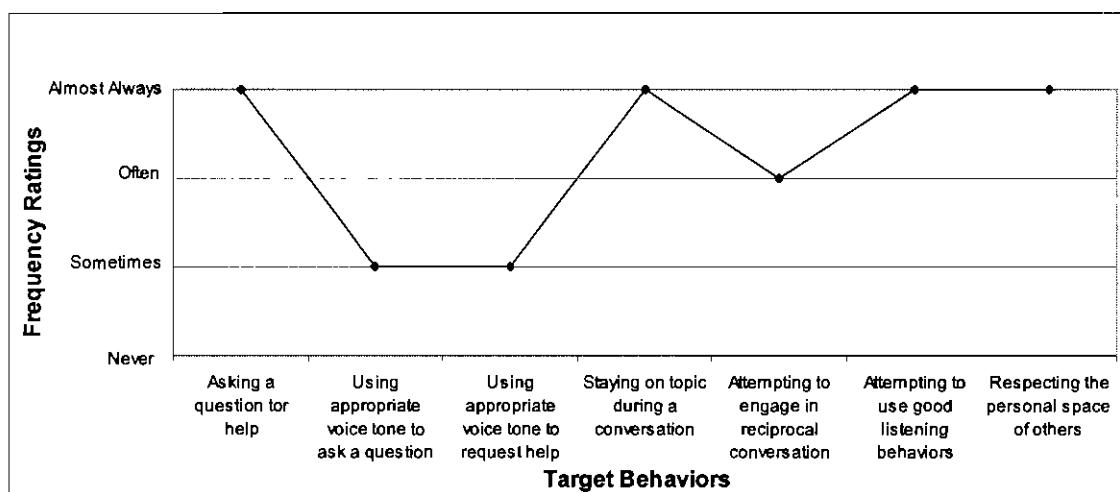 Almost Always
Often
Sometimes
Never
Frequency Ratings
Asking a
question for
help
Using
appropriate
voice tone to
ask a question
Using
appropriate
voice tone to
request help
Staying on topic
during a
conversation
Attempting to
engage in
reciprocal
conversation
Attempting to
use good
listening
behaviors
Respecting the
personal space
of others
Target Behaviors